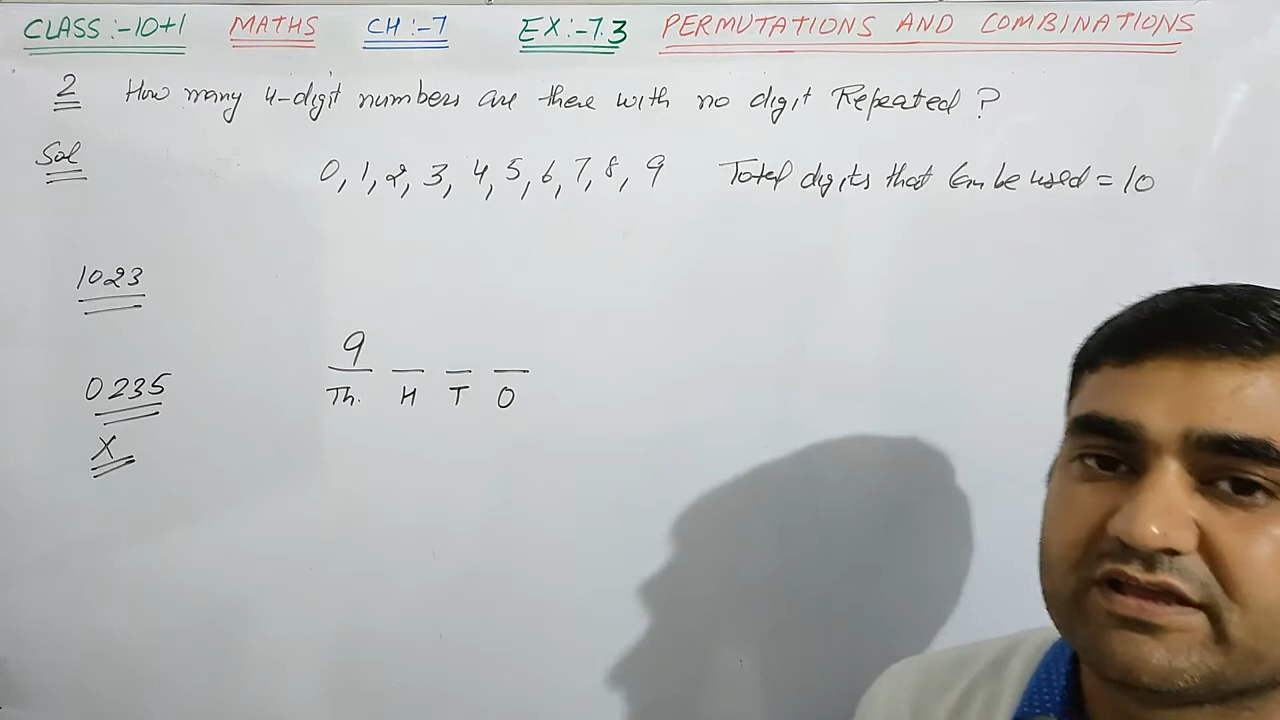 CLASS:-10+1 MATHS CH:-7 EX:-7.3 PERMUTATIONS AND COMBINATIONS
2 How many 4-digit numbers are there with no digit Repeated?
Sol 0, 1, 2, 3, 4, 5, 6, 7, 8, 9 Total digits that Can be used = 10
1023
9
Th. H T O
0235
X